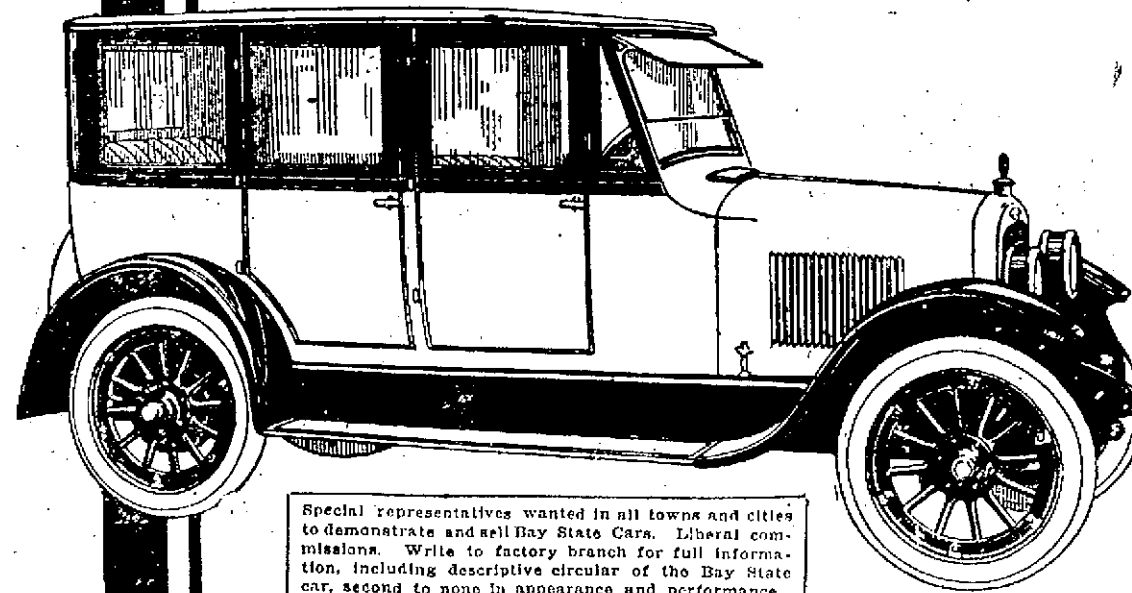 Special representatives wanted in all towns and cities
to demonstrate and sell Bay State Cars. Liberal com-
missions. Write to factory branch for full informa-
tion, including descriptive circular of the Bay State
car, second to none in appearance and performance.